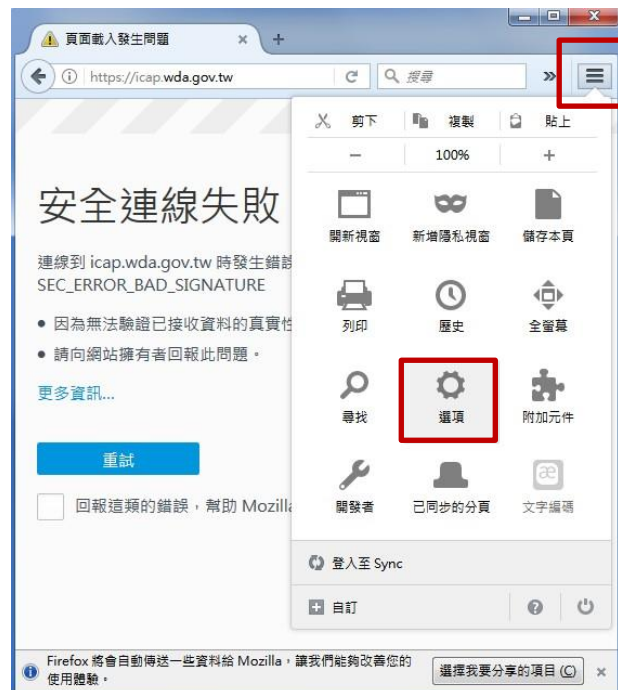 頁面載入發生問題
https://icap.wda.gov.tw
搜尋
剪下 複製 貼上
100%
安全連線失敗
開新視窗 新增隱私視窗 儲存本頁
連線到 icap.wda.gov.tw 時發生錯誤
SEC_ERROR_BAD_SIGNATURE
列印 歷史 全螢幕
因為無法驗證已接收資料的真實性
請向網站擁有者回報此問題。
更多資訊...
尋找 選項 附加元件
重試
回報這類的錯誤，幫助 Mozilla
開發者 已同步的分頁 文字編碼
登入至 Sync
自訂
Firefox 將會自動傳送一些資料給 Mozilla，讓我們能夠改善您的
使用體驗。
選擇我要分享的項目 (C)